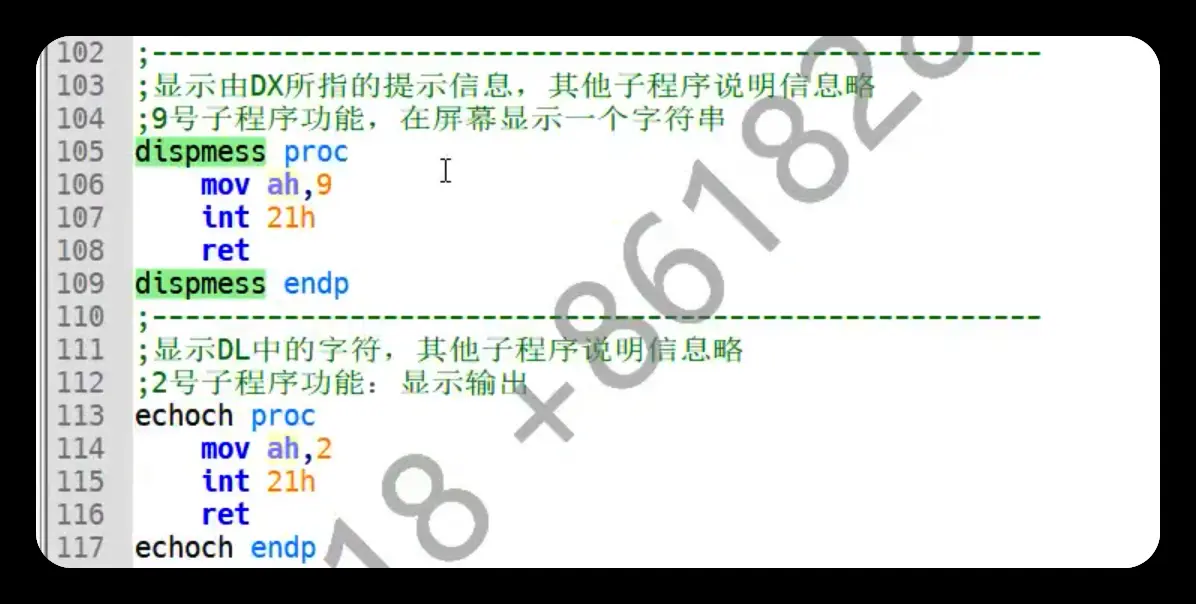 102 ;------------------------------------------------------
103 ;显示由DX所指的提示信息，其他子程序说明信息略
104 ;9号子程序功能，在屏幕显示一个字符串
105 dispmess proc
106     mov ah,9
107     int 21h
108     ret
109 dispmess endp
110 ;------------------------------------------------------
111 ;显示DL中的字符，其他子程序说明信息略
112 ;2号子程序功能：显示输出
113 echoch proc
114     mov ah,2
115     int 21h
116     ret
117 echoch endp
18 +86182